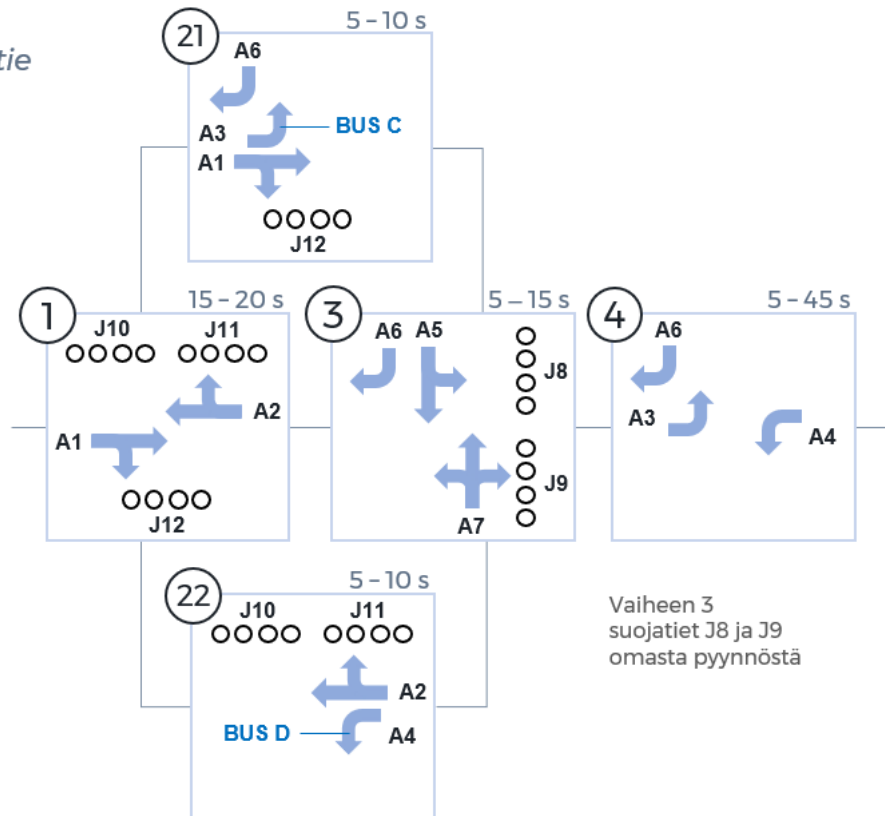 tie
21
5 – 10 s
A6
A3
BUS C
A1
J12
1
15 – 20 s
J10
J11
A2
A1
J12
3
5 – 15 s
A6
A5
J8
J9
A7
4
5 – 45 s
A6
A3
A4
22
5 – 10 s
J10
J11
A2
BUS D
A4
Vaiheen 3
suojatiet J8 ja J9
omasta pyynnöstä